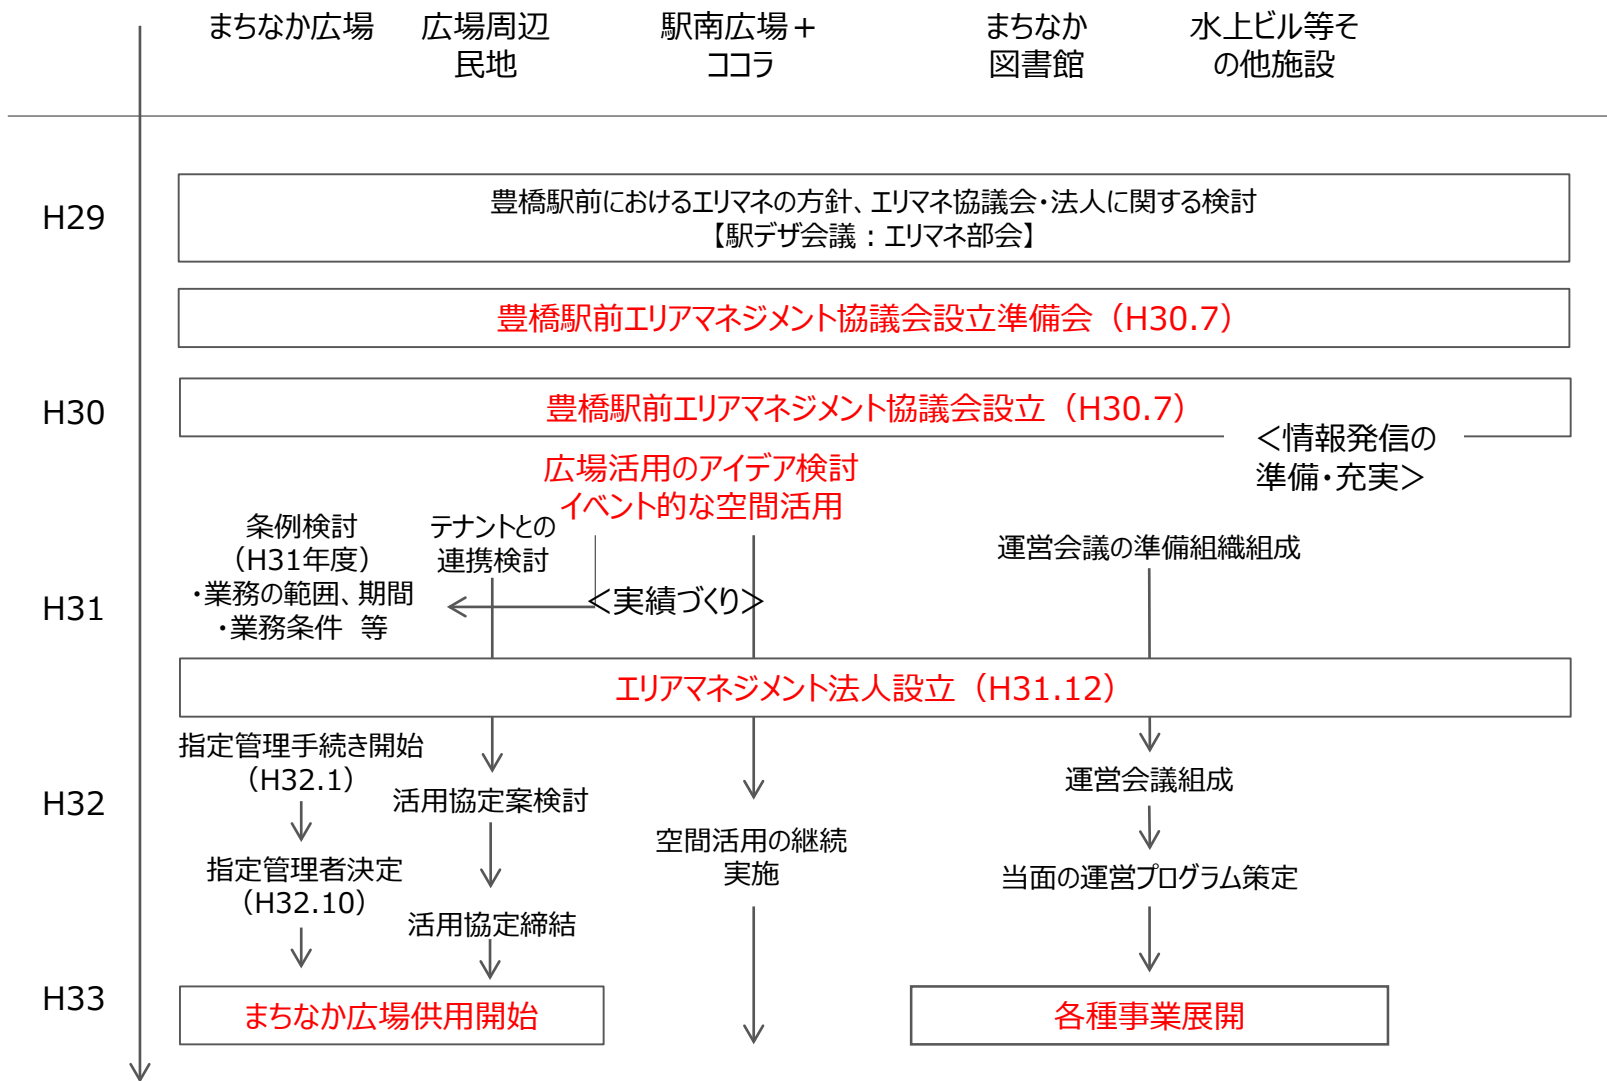 まちなか広場
広場周辺
民地
駅南広場+
ココラ
まちなか
図書館
水上ビル等そ
の他施設
H29
豊橋駅前におけるエリマネの方針、エリマネ協議会・法人に関する検討
【駅デザ会議：エリマネ部会】
豊橋駅前エリアマネジメント協議会設立準備会（H30.7）
H30
豊橋駅前エリアマネジメント協議会設立（H30.7）
＜情報発信の
準備・充実＞
広場活用のアイデア検討
イベント的な空間活用
条例検討
（H31年度）
・業務の範囲、期間
・業務条件　等
テナントとの
連携検討
運営会議の準備組織組成
H31
＜実績づくり＞
エリアマネジメント法人設立（H31.12）
H32
指定管理手続き開始
（H32.1）
活用協定案検討
運営会議組成
空間活用の継続
実施
指定管理者決定
（H32.10）
当面の運営プログラム策定
活用協定締結
H33
まちなか広場供用開始
各種事業展開